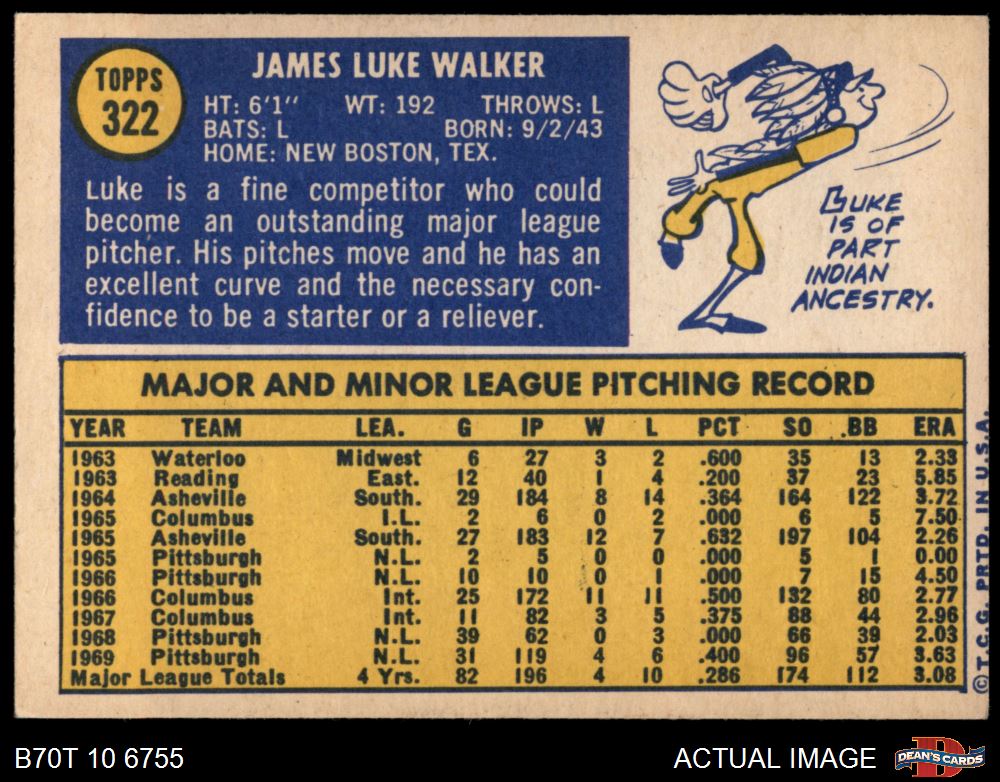 TOPPS
322
JAMES LUKE WALKER
HT: 6'1" WT: 192 THROWS: L
BATS: L BORN: 9/2/43
HOME: NEW BOSTON, TEX.
Luke is a fine competitor who could
become an outstanding major league
pitcher. His pitches move and he has an
excellent curve and the necessary con-
fidence to be a starter or a reliever.
LUKE
IS OF
PART
INDIAN
ANCESTRY.
MAJOR AND MINOR LEAGUE PITCHING RECORD
YEAR TEAM LEA. G IP W L PCT SO BB ERA
1963 Waterloo Midwest 6 27 3 2 .600 35 13 2.33
1963 Reading East. 12 40 1 4 .200 37 23 5.85
1964 Asheville South. 29 184 8 14 .364 164 122 3.72
1965 Columbus I.L. 2 6 0 2 .000 6 5 7.50
1965 Asheville South. 27 183 12 7 .632 197 104 2.26
1965 Pittsburgh N.L. 2 5 0 0 .000 5 1 0.00
1966 Pittsburgh N.L. 10 10 0 1 .000 7 15 4.50
1966 Columbus Int. 25 172 11 11 .500 132 80 2.77
1967 Columbus Int. 11 82 3 5 .375 88 44 2.96
1968 Pittsburgh N.L. 39 62 0 3 .000 66 39 2.03
1969 Pittsburgh N.L. 31 119 4 6 .400 96 57 3.63
Major League Totals 4 Yrs. 82 196 4 10 .286 174 112 3.08
©T.C.G. PRTD. IN U.S.A.
B70T 10 6755
ACTUAL IMAGE
D
DEAN'S CARDS